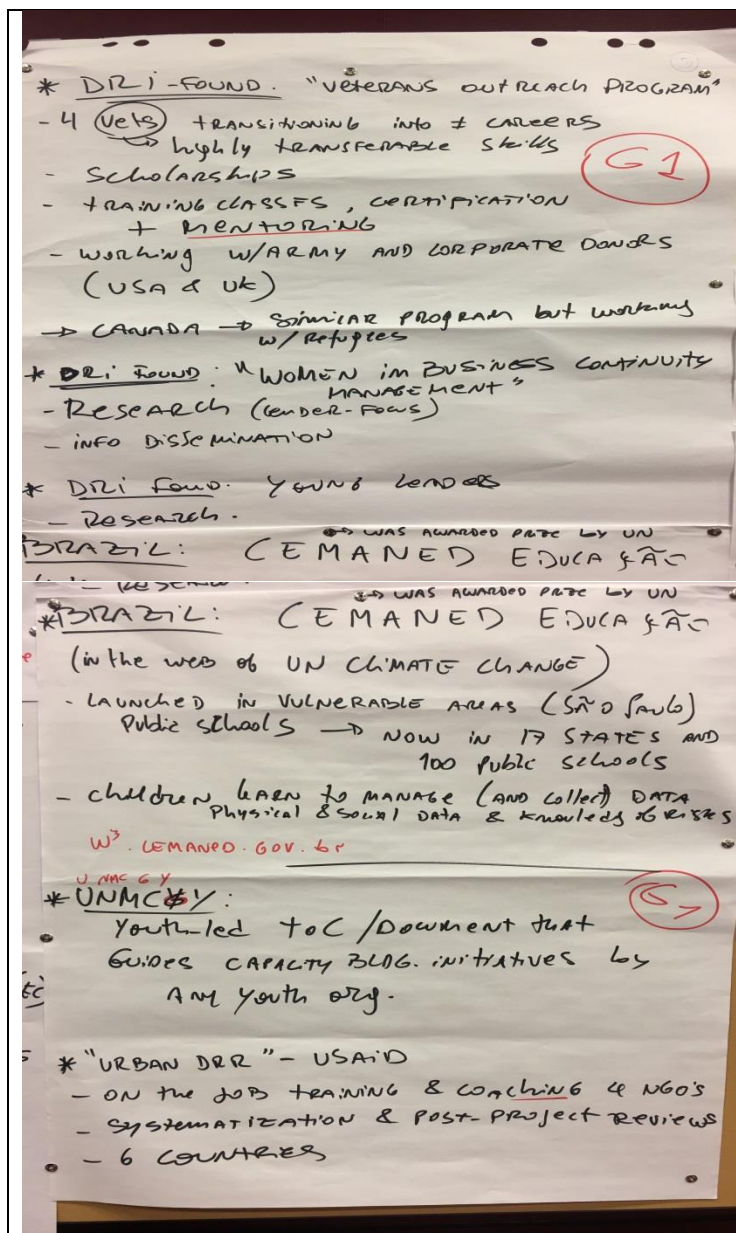 * DRI-FOUND. "VETERANS OUTREACH PROGRAM"
- 4 Vets TRANSITIONING INTO ≠ CAREERS
→ highly TRANSFERABLE Skills
G1
- SCHOLARSHIPS
- TRAINING CLASSES, CERTIFICATION
+ MENTORING
- WORKING W/ARMY AND CORPORATE DONORS
(USA & UK)
→ CANADA → SIMILAR PROGRAM but working
w/ Refugees
* DRI FOUND: "WOMEN in BUSINESS CONTINUITY
MANAGEMENT"
- RESEARCH (GENDER-FOCUS)
- INFO DISSEMINATION
* DRI FOUD. YOUNG LEADERS
- RESEARCH.
→ WAS AWARDED PRIZE by UN
BRAZIL: CEMANED EDUCAÇÃO
→ WAS AWARDED PRIZE by UN
*BRAZIL: CEMANED EDUCAÇÃO
(in the web of UN CLIMATE CHANGE)
- LAUNCHED IN VULNERABLE AREAS (SÃO PAULO)
Public schools → NOW IN 17 STATES AND
100 Public schools
- children LEARN to MANAGE (AND collect) DATA
Physical & Social DATA & Knowledg of RISKS
W³. CEMANED.GOV.br
UNMCGY
* UNMCY:
Youth-led ToC /Document that
GUIDES CAPACITY BLDG. initiatives by
ANY Youth org.
* "URBAN DRR" - USAID
- ON the JOB TRAINING & COACHING 4 NGO'S
- SYSTEMATIZATION & POST-PROJECT REVIEWS
- 6 COUNTRIES